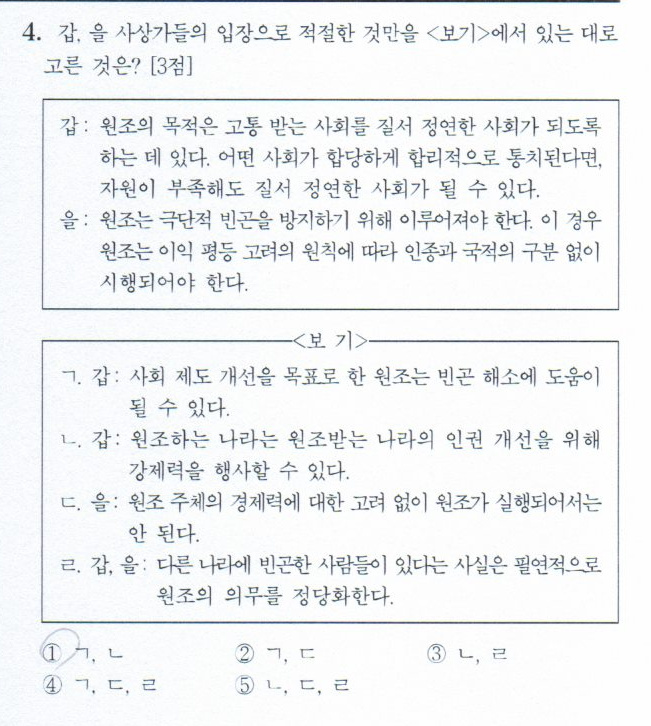 4. 갑, 을 사상가들의 입장으로 적절한 것만을 <보기>에서 있는 대로
고른 것은? [3점]
갑 : 원조의 목적은 고통 받는 사회를 질서 정연한 사회가 되도록
하는 데 있다. 어떤 사회가 합당하게 합리적으로 통치된다면,
자원이 부족해도 질서 정연한 사회가 될 수 있다.
을 : 원조는 극단적 빈곤을 방지하기 위해 이루어져야 한다. 이 경우
원조는 이익 평등 고려의 원칙에 따라 인종과 국적의 구분 없이
시행되어야 한다.
<보 기>
ㄱ. 갑 : 사회 제도 개선을 목표로 한 원조는 빈곤 해소에 도움이
될 수 있다.
ㄴ. 갑 : 원조하는 나라는 원조받는 나라의 인권 개선을 위해
강제력을 행사할 수 있다.
ㄷ. 을 : 원조 주체의 경제력에 대한 고려 없이 원조가 실행되어서는
안 된다.
ㄹ. 갑, 을 : 다른 나라에 빈곤한 사람들이 있다는 사실은 필연적으로
원조의 의무를 정당화한다.
① ㄱ, ㄴ ② ㄱ, ㄷ ③ ㄴ, ㄹ
④ ㄱ, ㄷ, ㄹ ⑤ ㄴ, ㄷ, ㄹ